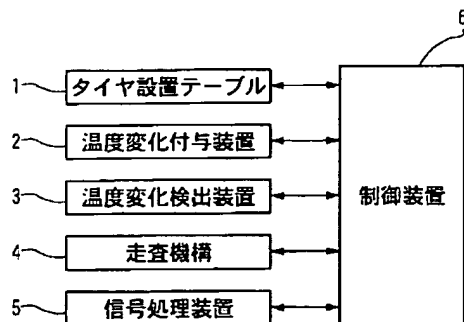 6
1 タイヤ設置テーブル
2 温度変化付与装置
3 温度変化検出装置
制御装置
4 走査機構
5 信号処理装置